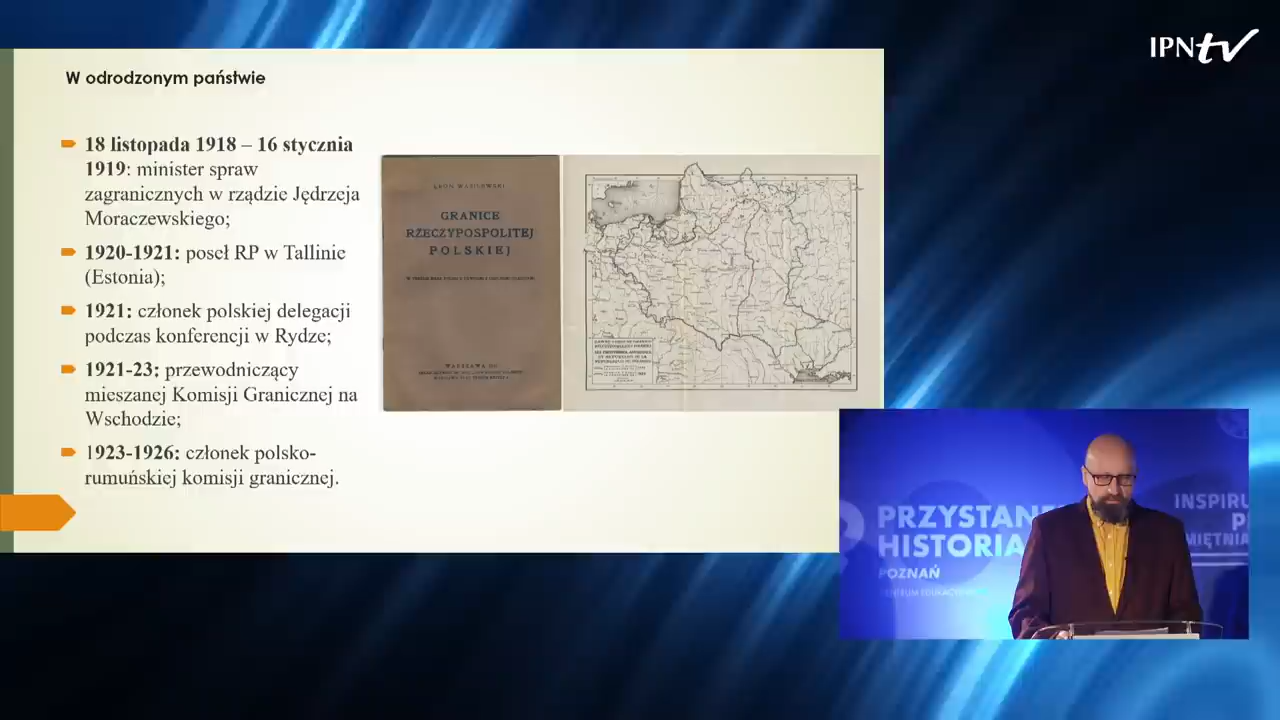 IPNtv
W odrodzonym państwie
18 listopada 1918 – 16 stycznia
1919: minister spraw
zagranicznych w rządzie Jędrzeja
Moraczewskiego;
1920-1921: poseł RP w Tallinie
(Estonia);
1921: członek polskiej delegacji
podczas konferencji w Rydze;
1921-23: przewodniczący
mieszanej Komisji Granicznej na
Wschodzie;
1923-1926: członek polsko-
rumuńskiej komisji granicznej.
LEON WASILEWSKI
GRANICE
RZECZYPOSPOLITEJ
POLSKIEJ
WARSZAWA
PRZYSTANE
HISTORIA
POZNAŃ
INSPIRU
P
MIĘTNIA